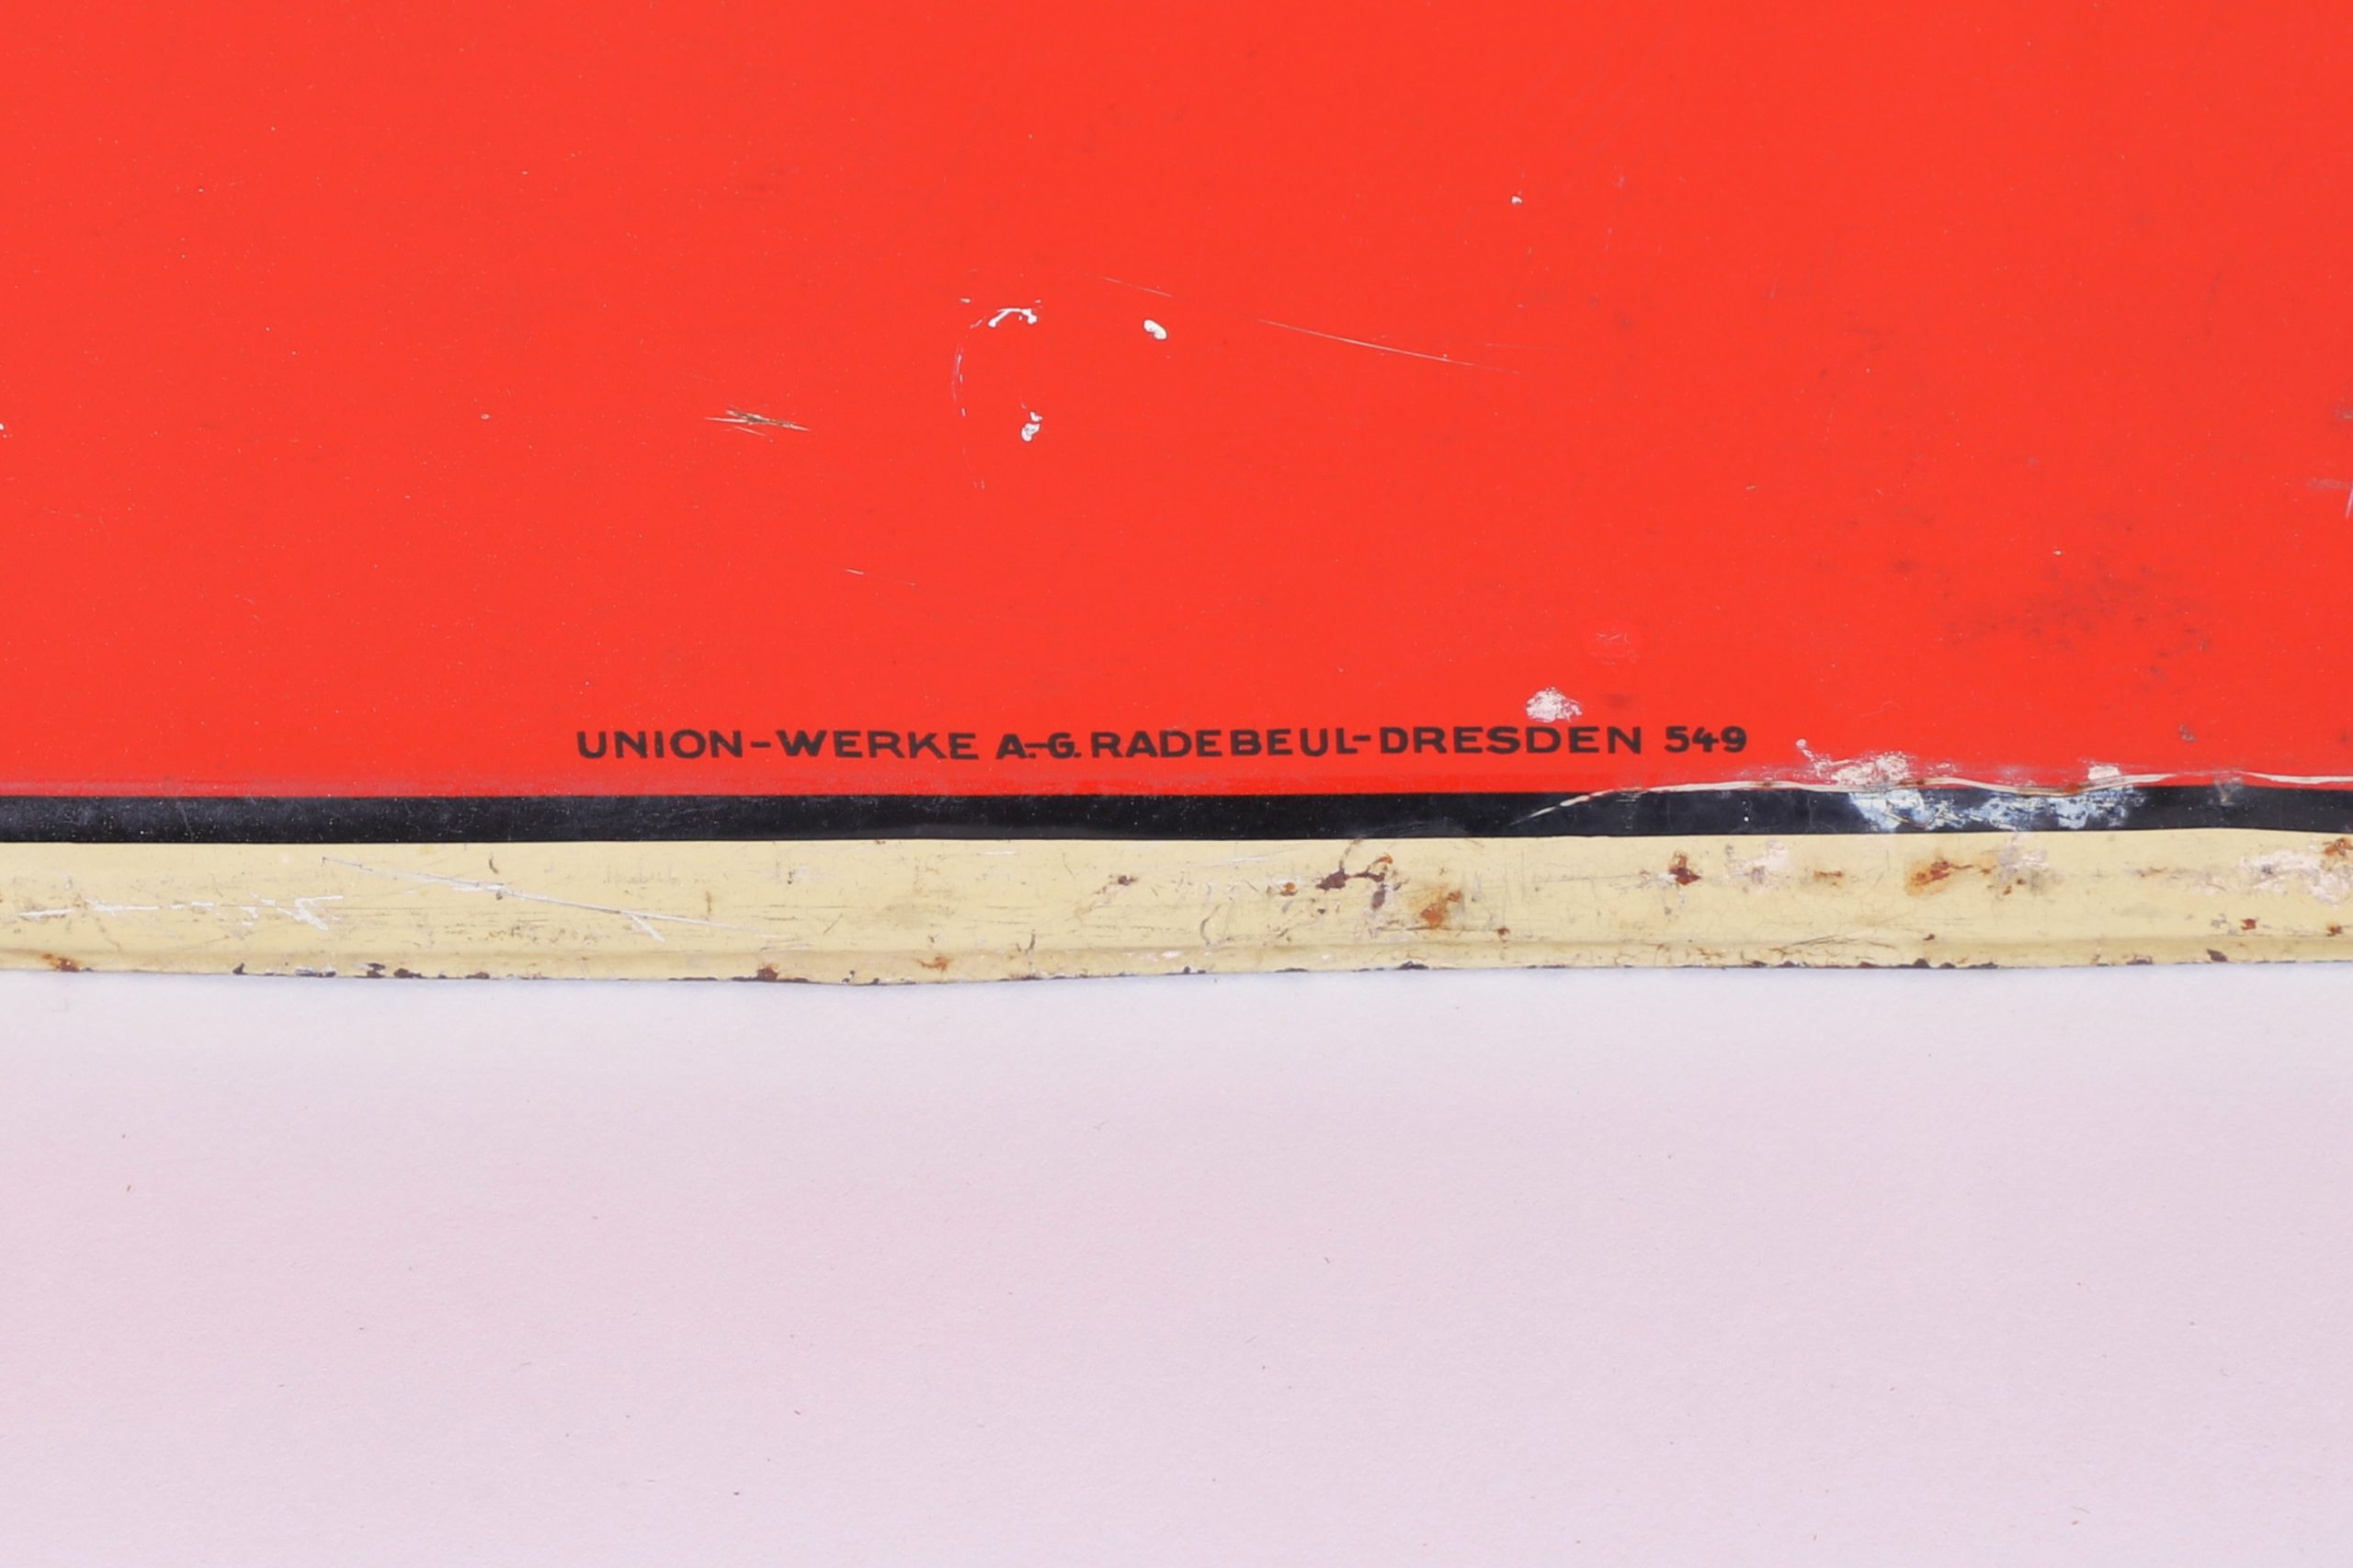 UNION-WERKE A.-G. RADEBEUL-DRESDEN 549